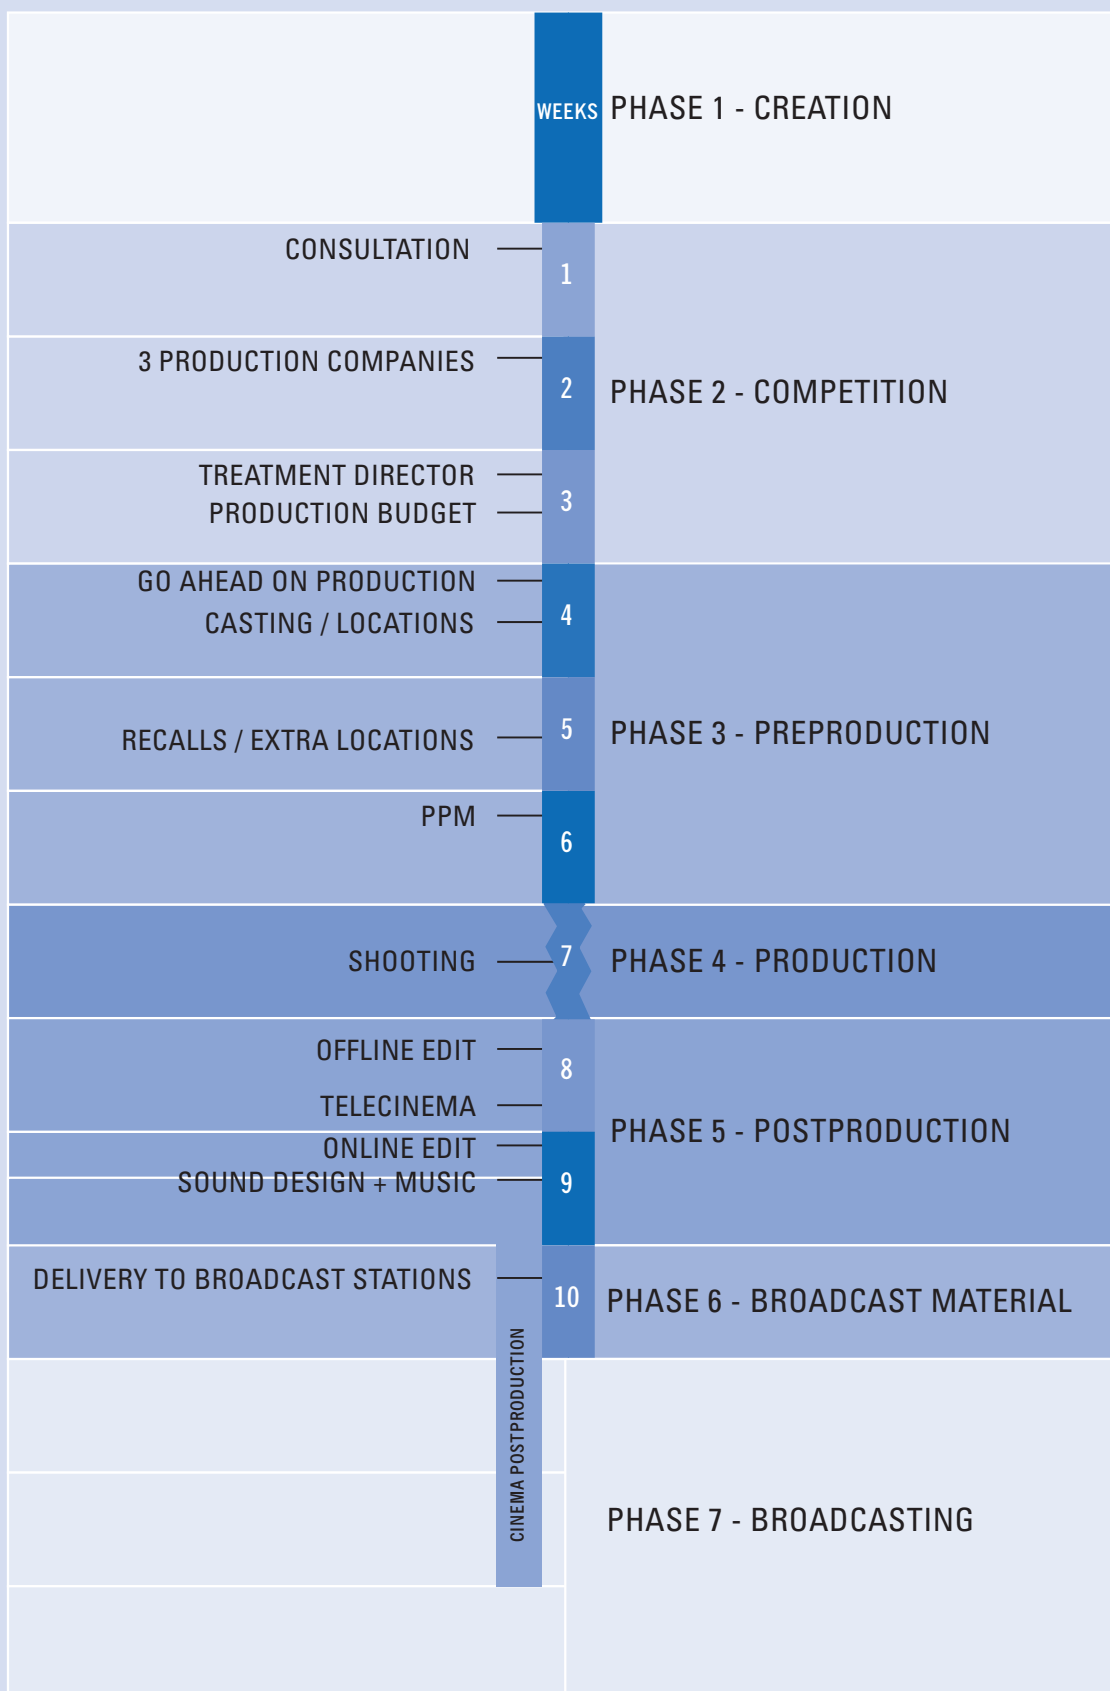 WEEKS
PHASE 1 - CREATION
CONSULTATION
1
3 PRODUCTION COMPANIES
2
PHASE 2 - COMPETITION
TREATMENT DIRECTOR
PRODUCTION BUDGET
3
GO AHEAD ON PRODUCTION
CASTING / LOCATIONS
4
RECALLS / EXTRA LOCATIONS
5
PHASE 3 - PREPRODUCTION
PPM
6
SHOOTING
7
PHASE 4 - PRODUCTION
OFFLINE EDIT
8
TELECINEMA
ONLINE EDIT
SOUND DESIGN + MUSIC
9
PHASE 5 - POSTPRODUCTION
DELIVERY TO BROADCAST STATIONS
10
PHASE 6 - BROADCAST MATERIAL
CINEMA POSTPRODUCTION
PHASE 7 - BROADCASTING